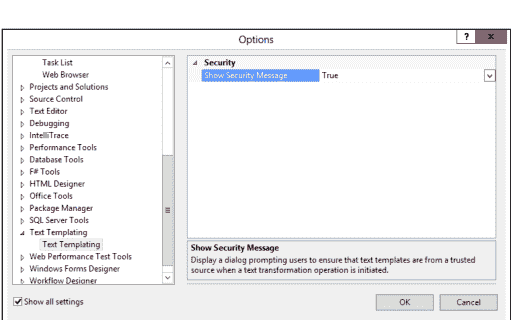 Options
?
x
Task List
Web Browser
Projects and Solutions
Source Control
Text Editor
Debugging
IntelliTrace
Performance Tools
Database Tools
F# Tools
HTML Designer
Office Tools
Package Manager
SQL Server Tools
Text Templating
Text Templating
Web Performance Test Tools
Windows Forms Designer
Workflow Designer
Security
Show Security Message True
Show Security Message
Display a dialog prompting users to ensure that text templates are from a trusted
source when a text transformation operation is initiated.
Show all settings
OK Cancel